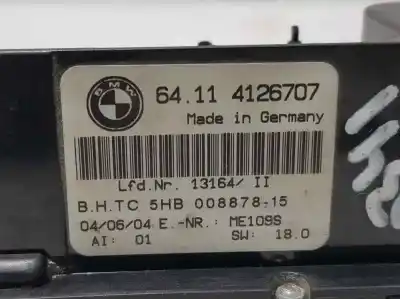 BMW
64.11 4126707
Made in Germany
Lfd.Nr. 13164/ II
B.H.TC 5HB 008878-15
04/06/04 E.-NR.: ME109S
AI: 01 SW: 18.0